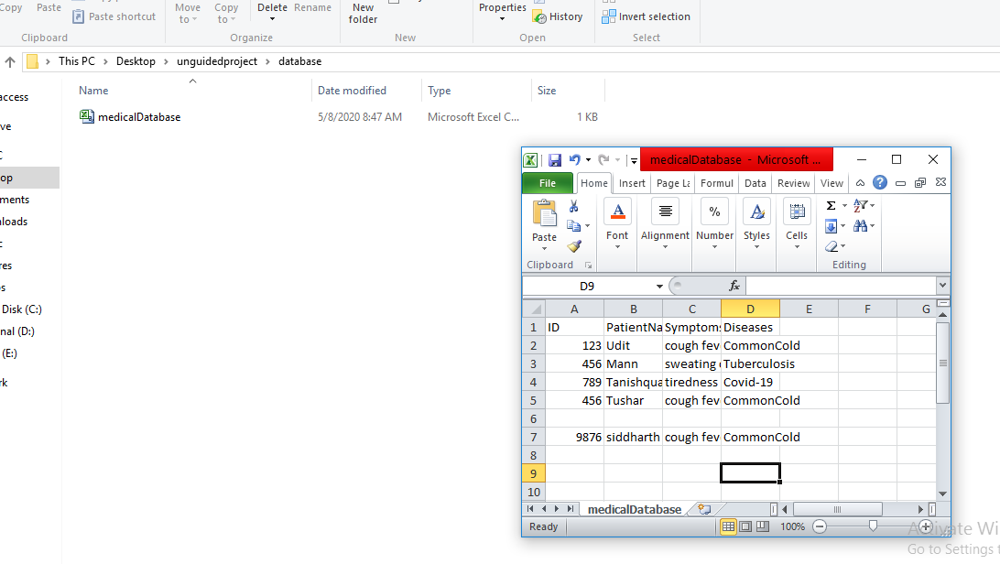 Copy Paste Paste shortcut Move to Copy to Delete Rename New folder Properties History Invert selection
Clipboard Organize New Open Select
This PC > Desktop > unguidedproject > database
Name Date modified Type Size
medicalDatabase 5/8/2020 8:47 AM Microsoft Excel C... 1 KB
access
ve
C
op
ments
loads
c
res
os
Disk (C:)
nal (D:)
(E:)
rk
medicalDatabase - Microsoft ...
File Home Insert Page La Formul Data Review View
Paste Font Alignment Number Styles Cells
Clipboard Editing
D9 fx
A B C D E F G
1 ID PatientNa Symptoms Diseases
2 123 Udit cough fev CommonCold
3 456 Mann sweating Tuberculosis
4 789 Tanishqua tiredness Covid-19
5 456 Tushar cough fev CommonCold
6
7 9876 siddharth cough fev CommonCold
8
9
10
medicalDatabase
Ready 100%
Activate Wi
Go to Settings